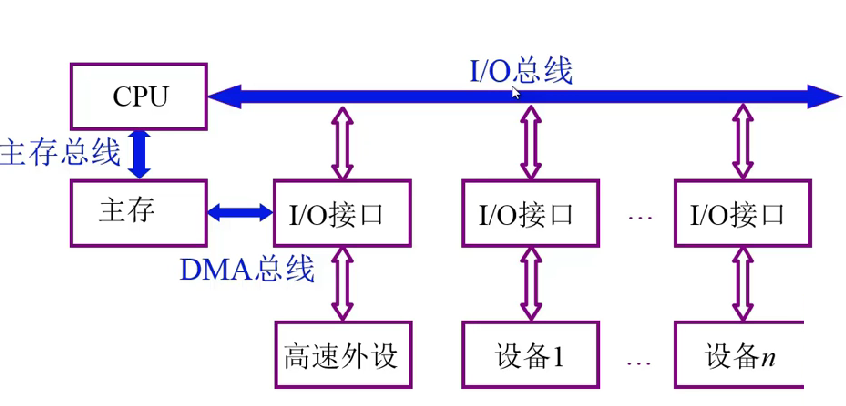 I/O总线
CPU
主存总线
主存
I/O接口
I/O接口
...
I/O接口
DMA总线
高速外设
设备1
...
设备n